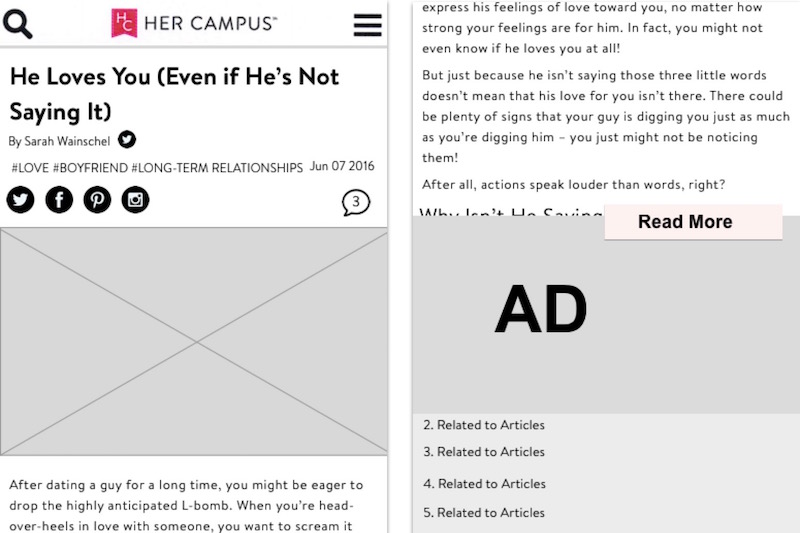 HC HER CAMPUS™
He Loves You (Even if He's Not
Saying It)
By Sarah Wainschel
#LOVE #BOYFRIEND #LONG-TERM RELATIONSHIPS Jun 07 2016
3
After dating a guy for a long time, you might be eager to
drop the highly anticipated L-bomb. When you're head-
over-heels in love with someone, you want to scream it
express his feelings of love toward you, no matter how
strong your feelings are for him. In fact, you might not
even know if he loves you at all!
But just because he isn't saying those three little words
doesn't mean that his love for you isn't there. There could
be plenty of signs that your guy is digging you just as much
as you're digging him – you just might not be noticing
them!
After all, actions speak louder than words, right?
Why Isn't He Saying
Read More
AD
2. Related to Articles
3. Related to Articles
4. Related to Articles
5. Related to Articles